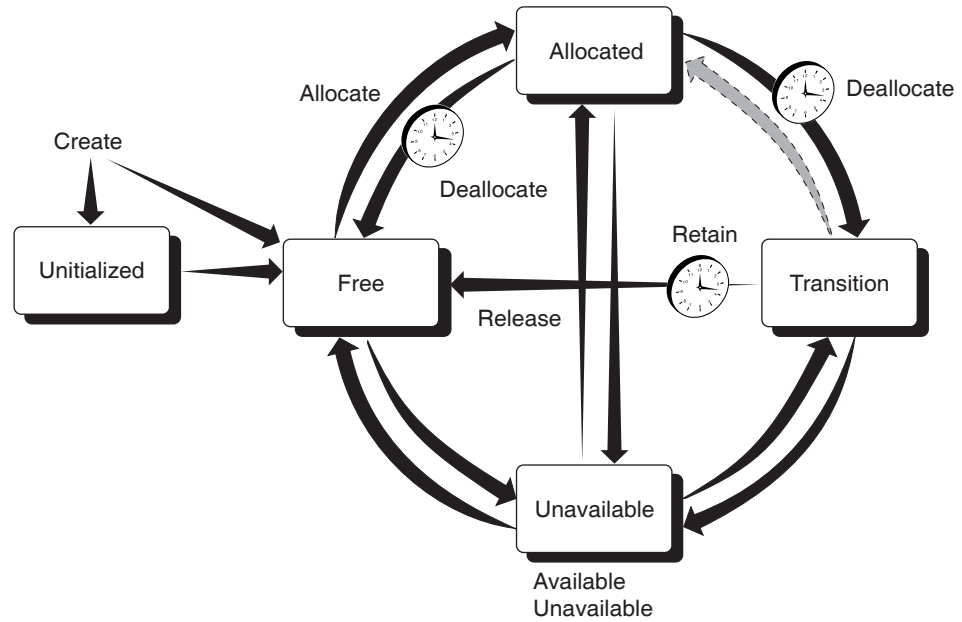 Allocated
Allocate
Deallocate
Create
Deallocate
Retain
Unitialized
Free
Transition
Release
Unavailable
Available
Unavailable